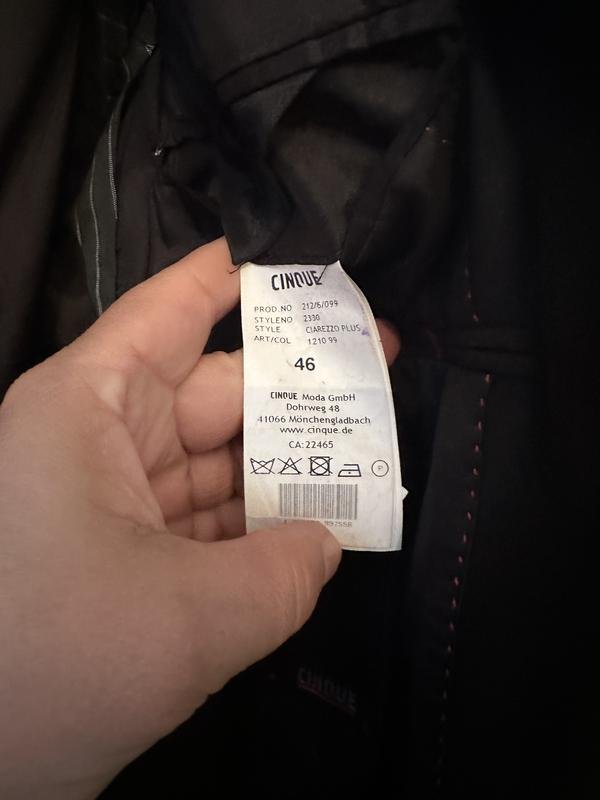 CINQUE
PROD.NO 212/6/099
STYLENO 2330
STYLE CIAREZZO PLUS
ART/COL 1210 99
46
CINQUE Moda GmbH
Dohrweg 48
41066 Mönchengladbach
www.cinque.de
CA:22465
P
CINQUE